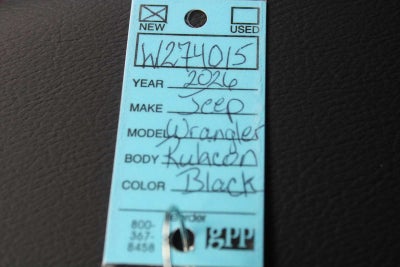 NEW USED
W274015
YEAR 2026
MAKE Jeep
MODEL Wrangler
BODY Rubicon
COLOR Black
800-
367-
8458
gpp